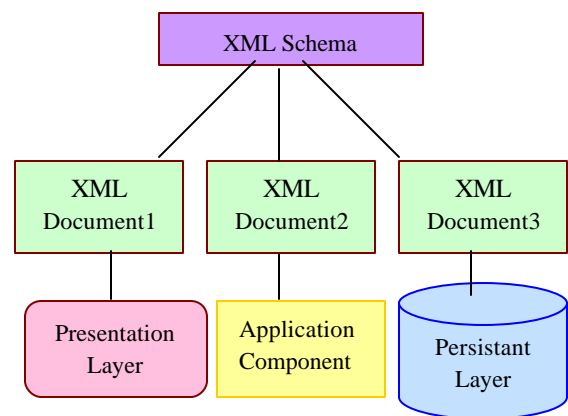 XML Schema
XML
Document1
XML
Document2
XML
Document3
Presentation
Layer
Application
Component
Persistant
Layer